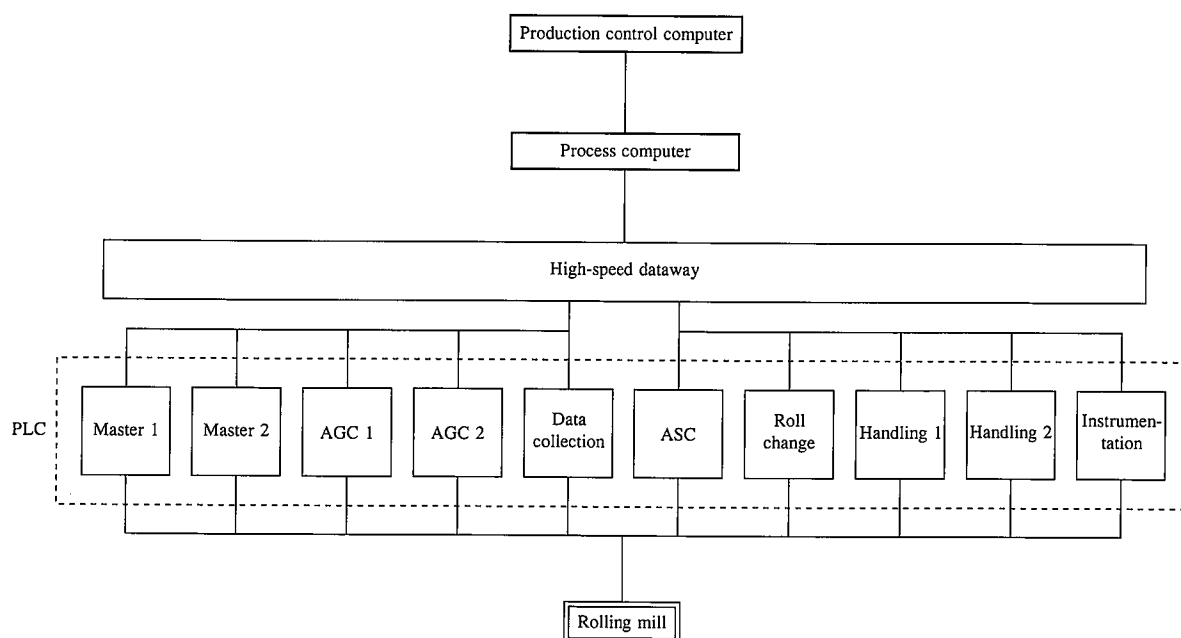 Production control computer
Process computer
High-speed dataway
PLC
Master 1
Master 2
AGC 1
AGC 2
Data
collection
ASC
Roll
change
Handling 1
Handling 2
Instrumen-
tation
Rolling mill